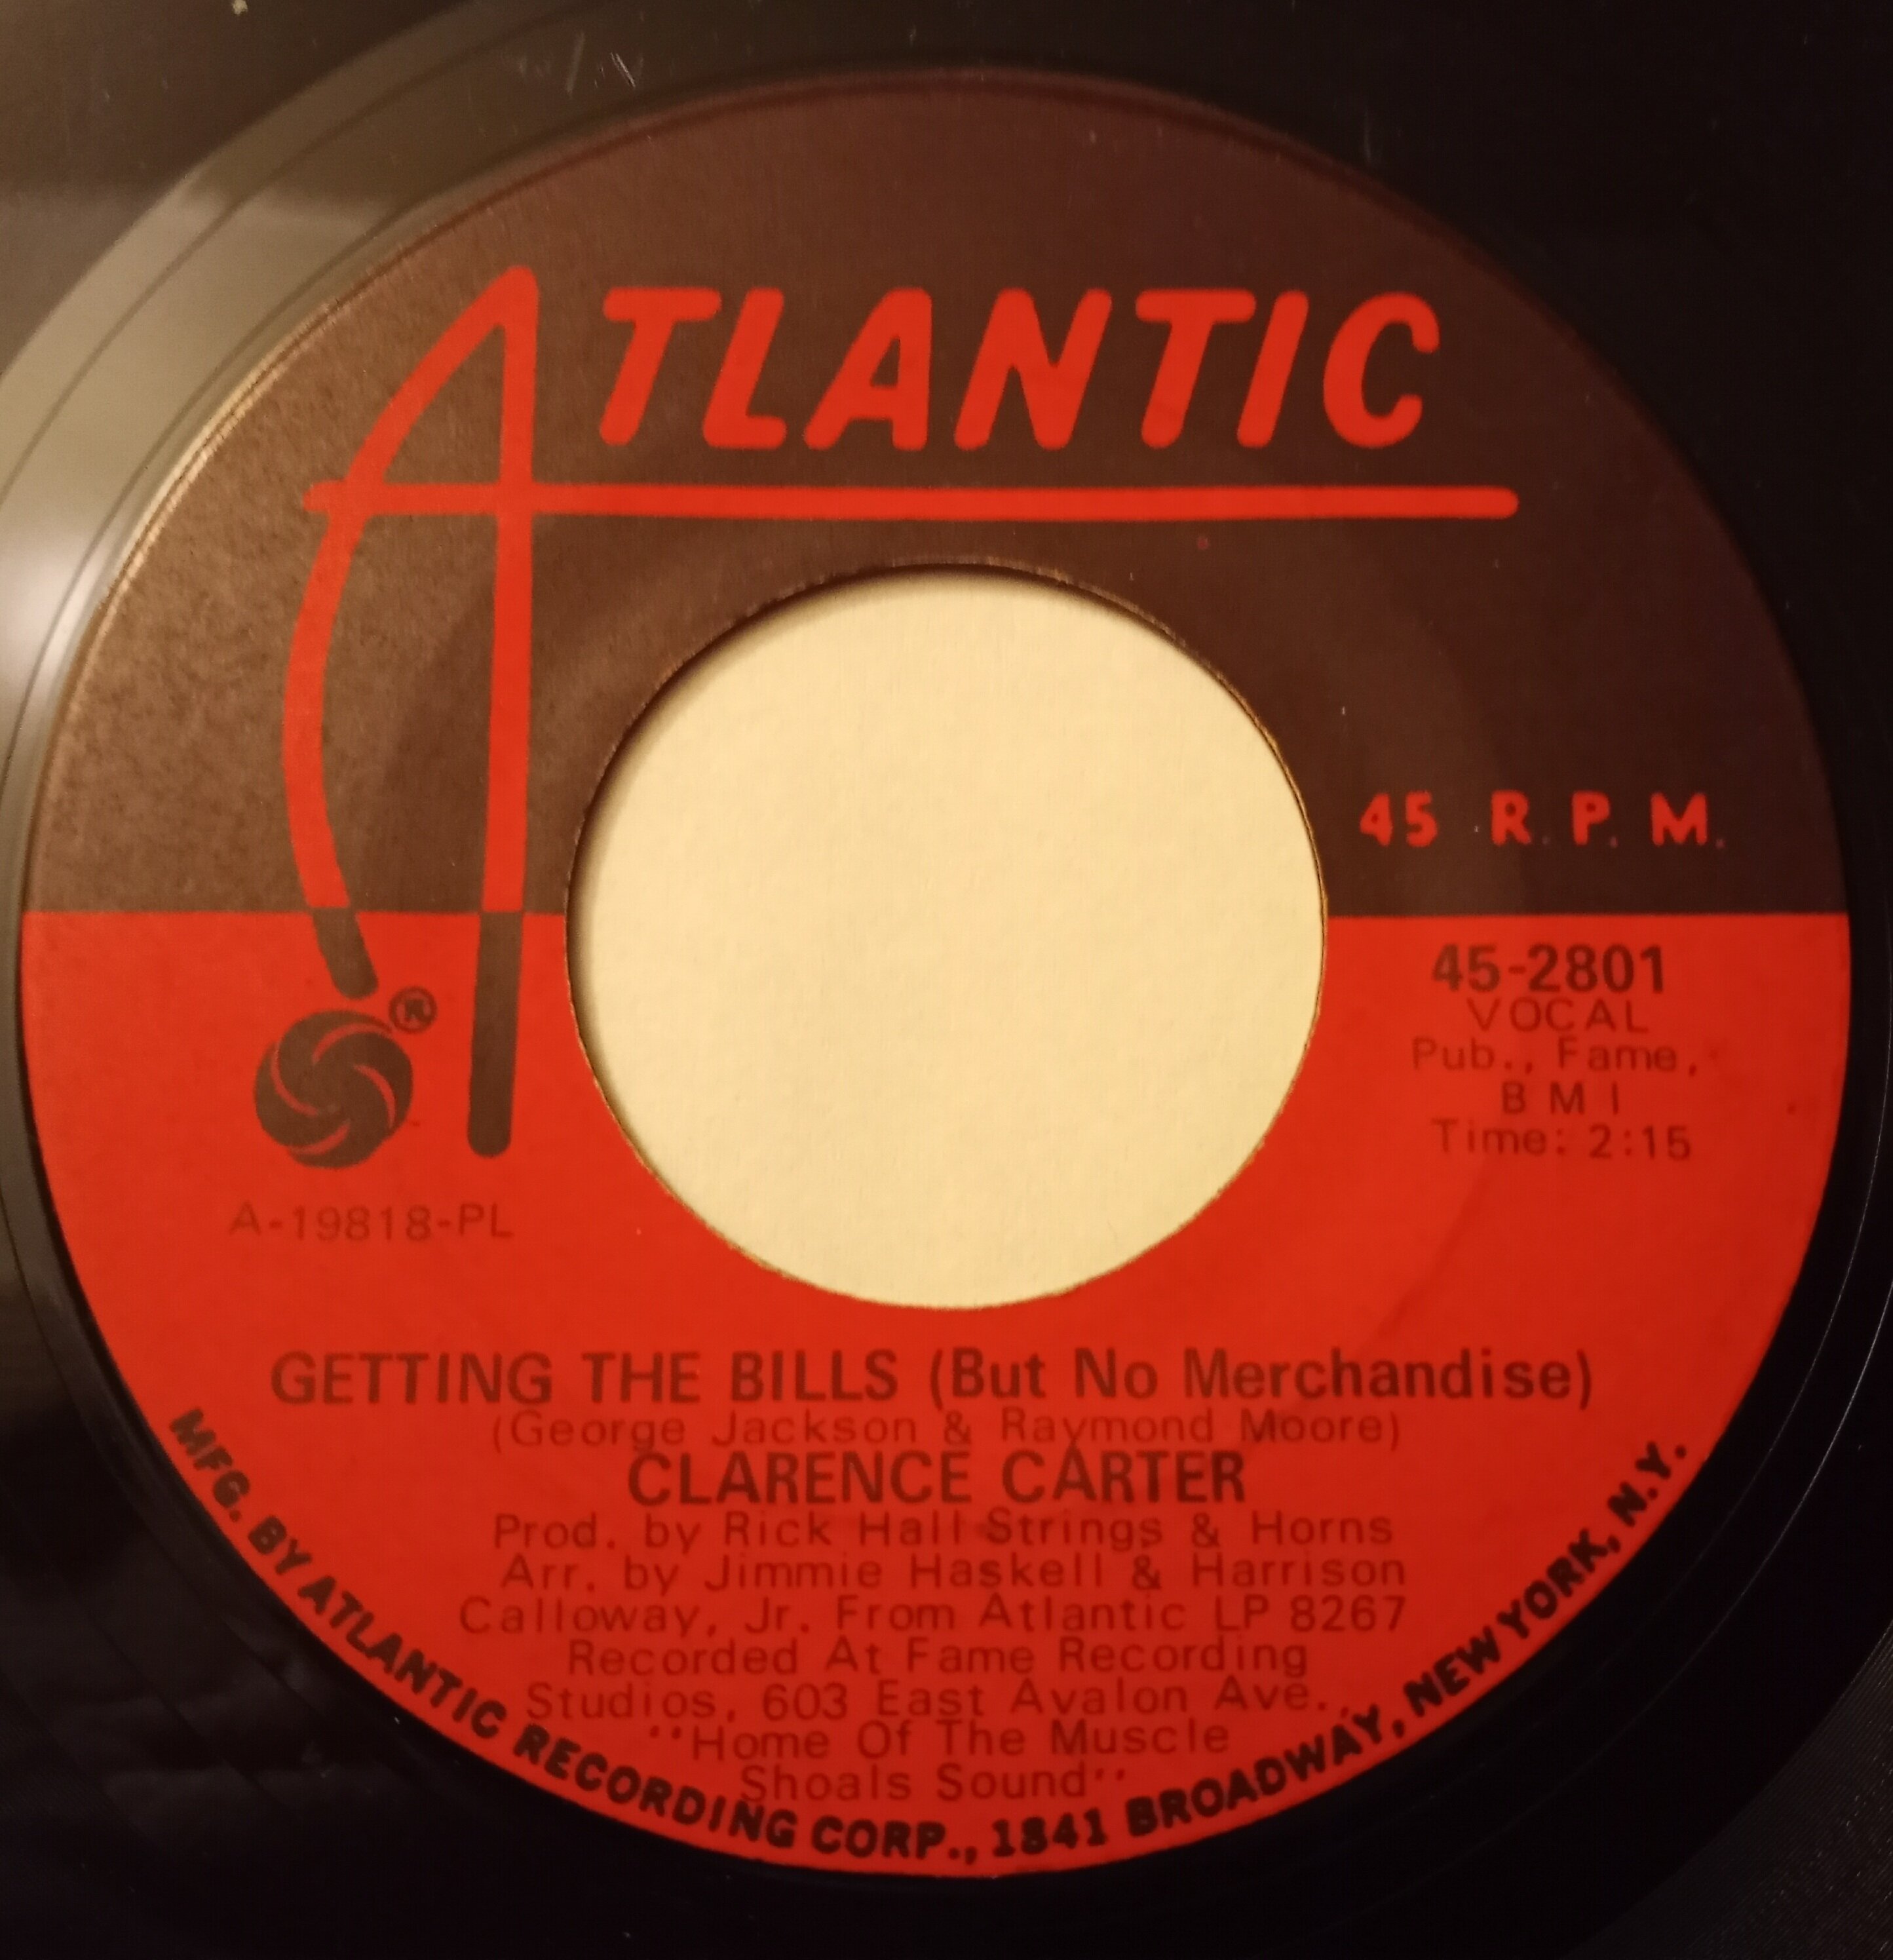 ATLANTIC
45 R.P.M.
45-2801
VOCAL
Pub., Fame,
BMI
Time: 2:15
®
A-19818-PL
GETTING THE BILLS (But No Merchandise)
(George Jackson & Raymond Moore)
CLARENCE CARTER
Prod. by Rick Hall Strings & Horns
Arr. by Jimmie Haskell & Harrison
Calloway, Jr. From Atlantic LP 8267
Recorded At Fame Recording
Studios, 603 East Avalon Ave.,
"Home Of The Muscle
Shoals Sound"
MFG. BY ATLANTIC RECORDING CORP., 1841 BROADWAY, NEW YORK, N.Y.